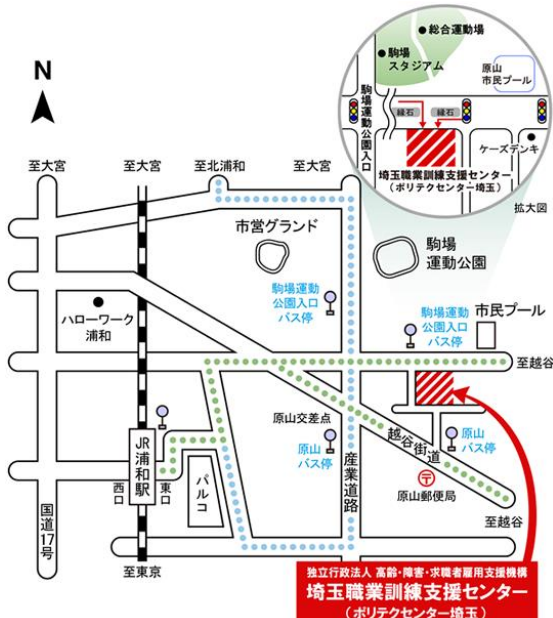 総合運動場
駒場
スタジアム
原山
市民プール
駒場運動公園入口
縁石
縁石
ケーズデンキ
埼玉職業訓練支援センター
(ポリテクセンター埼玉)
拡大図
N
至大宮
至大宮
至北浦和
至大宮
市営グランド
駒場
運動公園
駒場運動
公園入口
バス停
駒場運動
公園入口
バス停
市民プール
ハローワーク
浦和
至越谷
原山交差点
原山
バス停
越谷街道
原山
バス停
JR浦和駅
西口
東口
パルコ
産業道路
原山郵便局
国道17号
至越谷
至東京
独立行政法人 高齢・障害・求職者雇用支援機構
埼玉職業訓練支援センター
(ポリテクセンター埼玉)